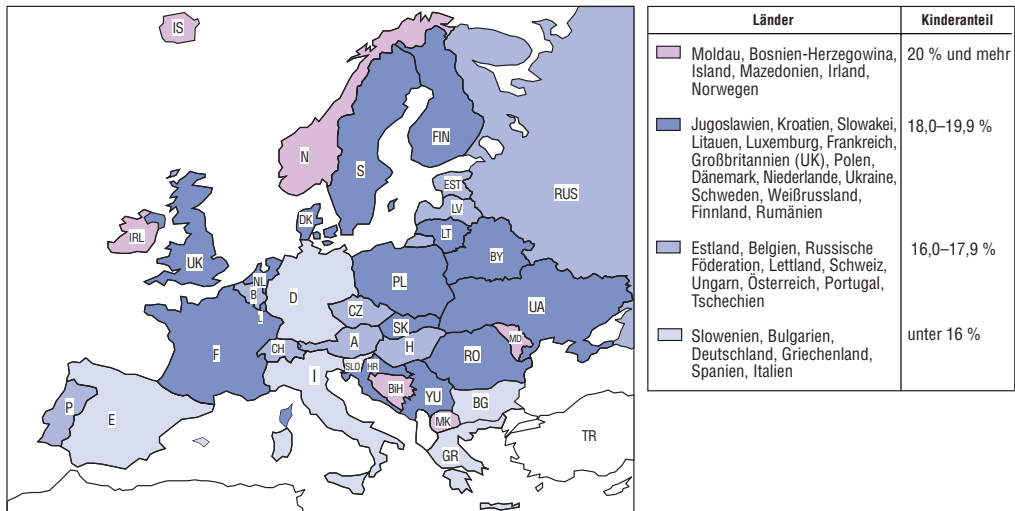 IS
FIN
N
S
EST
RUS
LV
DK
LT
IRL
UK
BY
NL
B
D
PL
L
CZ
UA
SK
CH
A
H
MD
F
RO
SLO
HR
I
BiH
YU
P
E
BG
MK
TR
GR
Länder Kinderanteil
Moldau, Bosnien-Herzegowina, 20 % und mehr
Island, Mazedonien, Irland,
Norwegen
Jugoslawien, Kroatien, Slowakei, 18,0–19,9 %
Litauen, Luxemburg, Frankreich,
Großbritannien (UK), Polen,
Dänemark, Niederlande, Ukraine,
Schweden, Weißrussland,
Finnland, Rumänien
Estland, Belgien, Russische 16,0–17,9 %
Föderation, Lettland, Schweiz,
Ungarn, Österreich, Portugal,
Tschechien
Slowenien, Bulgarien, unter 16 %
Deutschland, Griechenland,
Spanien, Italien